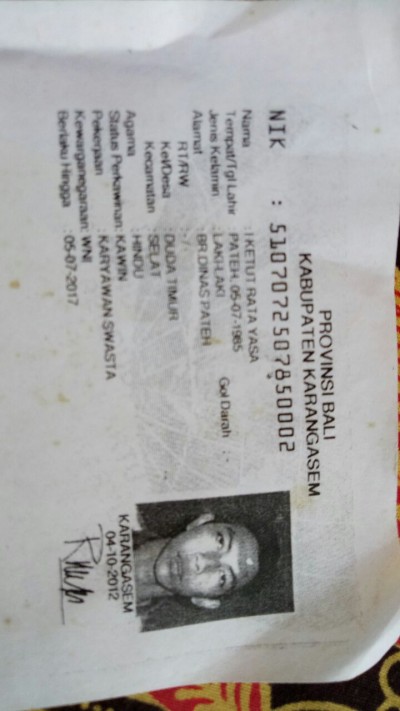 PROVINSI BALI
KABUPATEN KARANGASEM
NIK : 5107072507850002
Nama : I KETUT RATA YASA
Tempat/Tgl Lahir : PATEH, 05-07-1985
Jenis Kelamin : LAKI-LAKI Gol Darah : -
Alamat : BR.DINAS PATEH
RT/RW : - / -
Kel/Desa : DUDA TIMUR
Kecamatan : SELAT
Agama : HINDU
Status Perkawinan: KAWIN
Pekerjaan : KARYAWAN SWASTA
Kewarganegaraan: WNI
Berlaku Hingga : 05-07-2017
KARANGASEM
04-10-2012